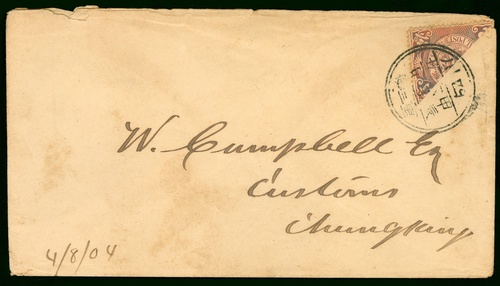 W. Campbell Esq
Customs
Chungking
4/8/04